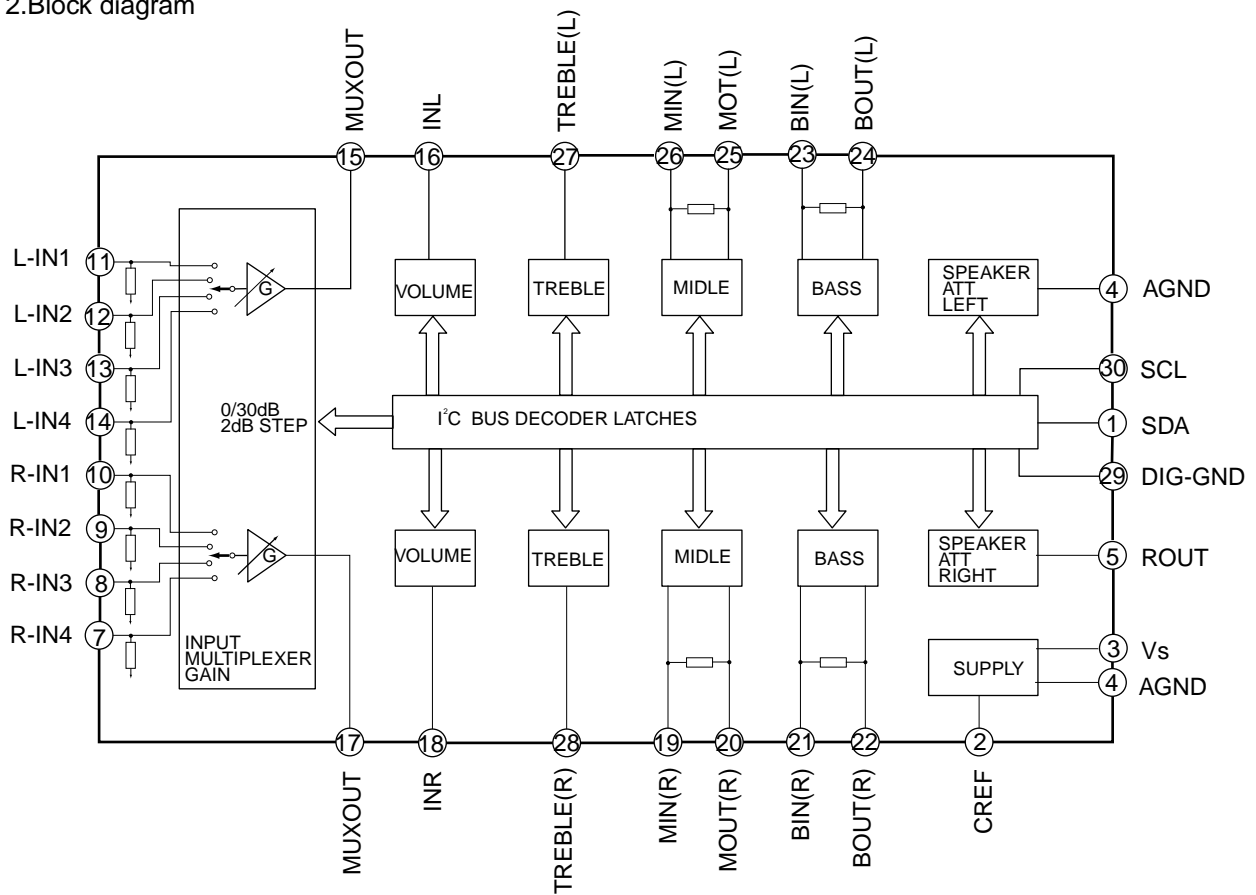 2.Block diagram
MUXOUT
INL
TREBLE(L)
MIN(L)
MOT(L)
BIN(L)
BOUT(L)
15
16
27
26
25
23
24
L-IN1 11
L-IN2 12
L-IN3 13
L-IN4 14
R-IN1 10
R-IN2 9
R-IN3 8
R-IN4 7
G
0/30dB
2dB STEP
G
INPUT
MULTIPLEXER
GAIN
VOLUME
TREBLE
MIDLE
BASS
SPEAKER
ATT
LEFT
I²C BUS DECODER LATCHES
VOLUME
TREBLE
MIDLE
BASS
SPEAKER
ATT
RIGHT
SUPPLY
4 AGND
30 SCL
1 SDA
29 DIG-GND
5 ROUT
3 Vs
4 AGND
17
18
28
19
20
21
22
2
MUXOUT
INR
TREBLE(R)
MIN(R)
MOUT(R)
BIN(R)
BOUT(R)
CREF